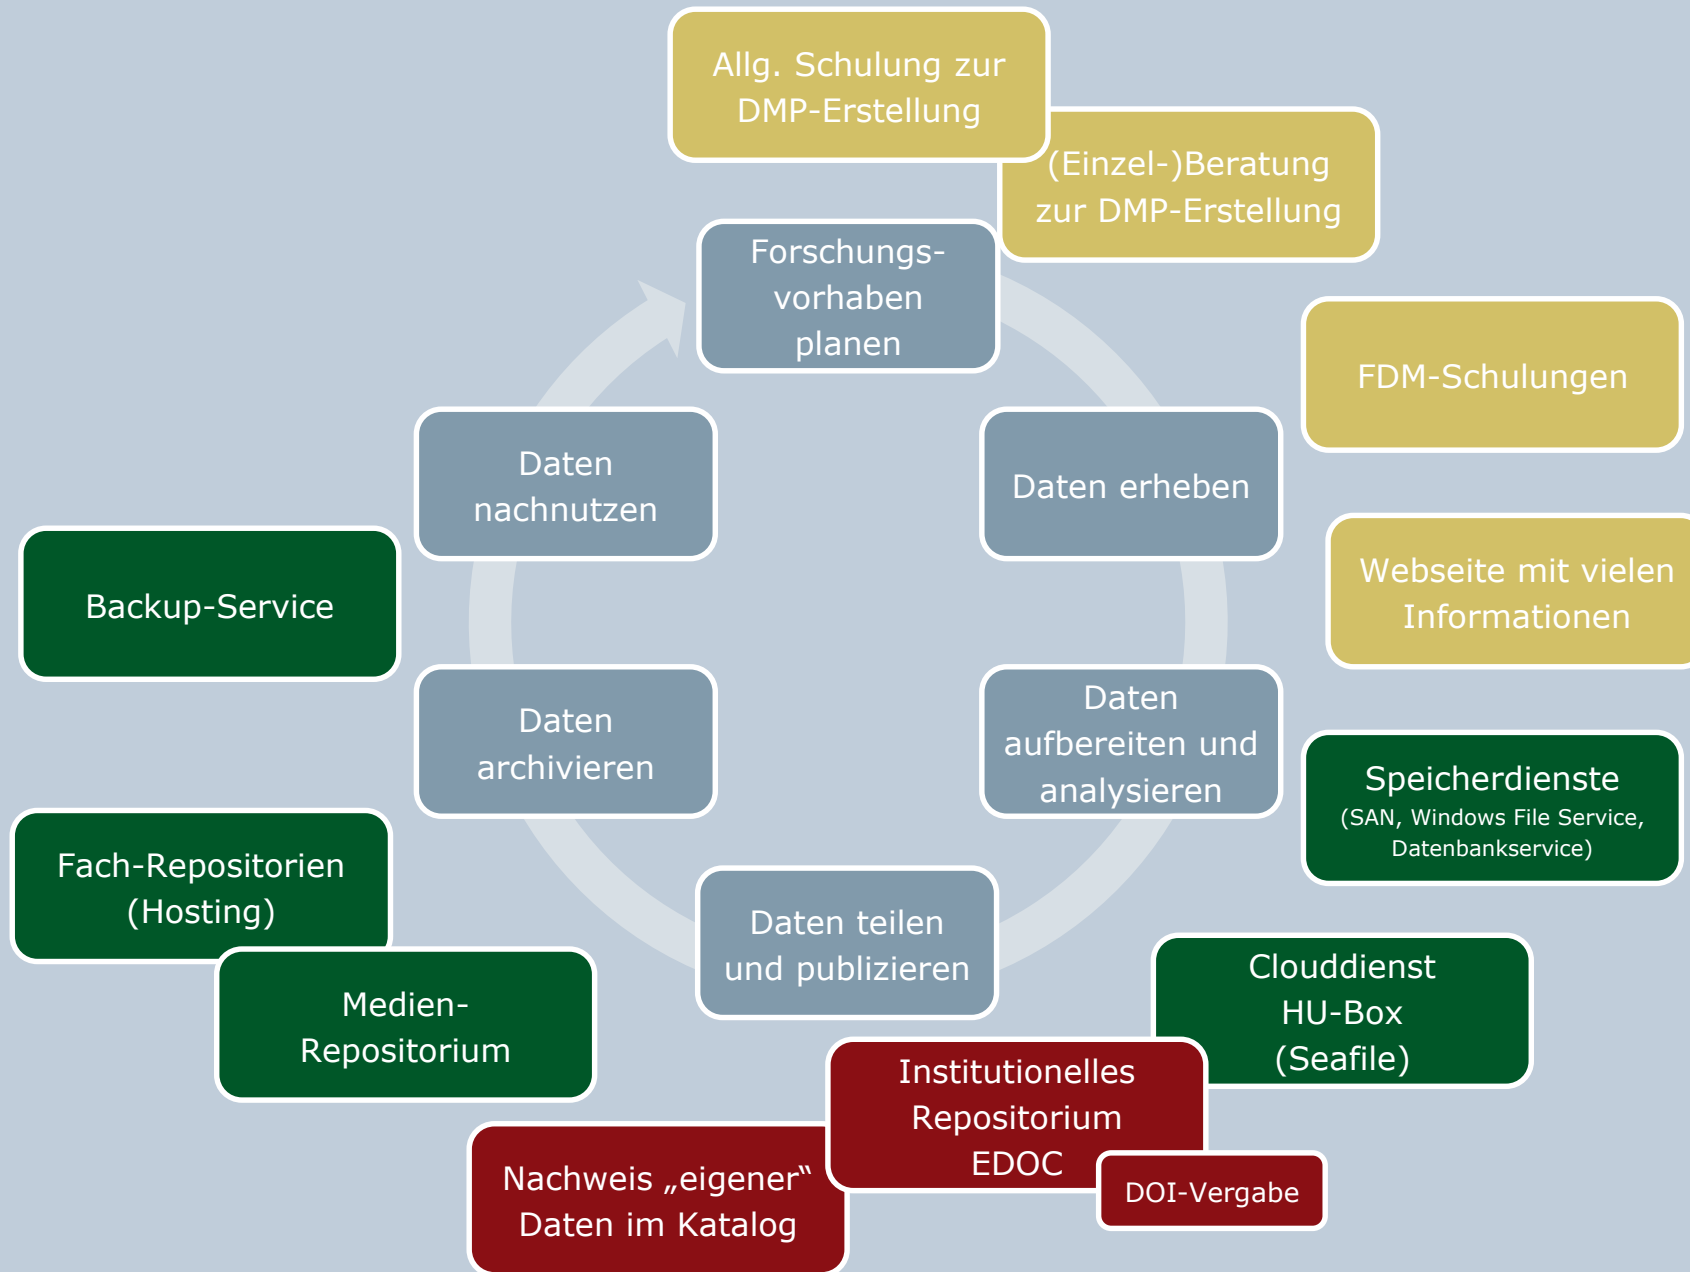 Allg. Schulung zur
DMP-Erstellung
(Einzel-)Beratung
zur DMP-Erstellung
Forschungs-
vorhaben
planen
FDM-Schulungen
Daten
nachnutzen
Daten erheben
Backup-Service
Webseite mit vielen
Informationen
Daten
archivieren
Daten
aufbereiten und
analysieren
Speicherdienste
(SAN, Windows File Service,
Datenbankservice)
Fach-Repositorien
(Hosting)
Daten teilen
und publizieren
Medien-
Repositorium
Clouddienst
HU-Box
(Seafile)
Institutionelles
Repositorium
EDOC
DOI-Vergabe
Nachweis „eigener“
Daten im Katalog